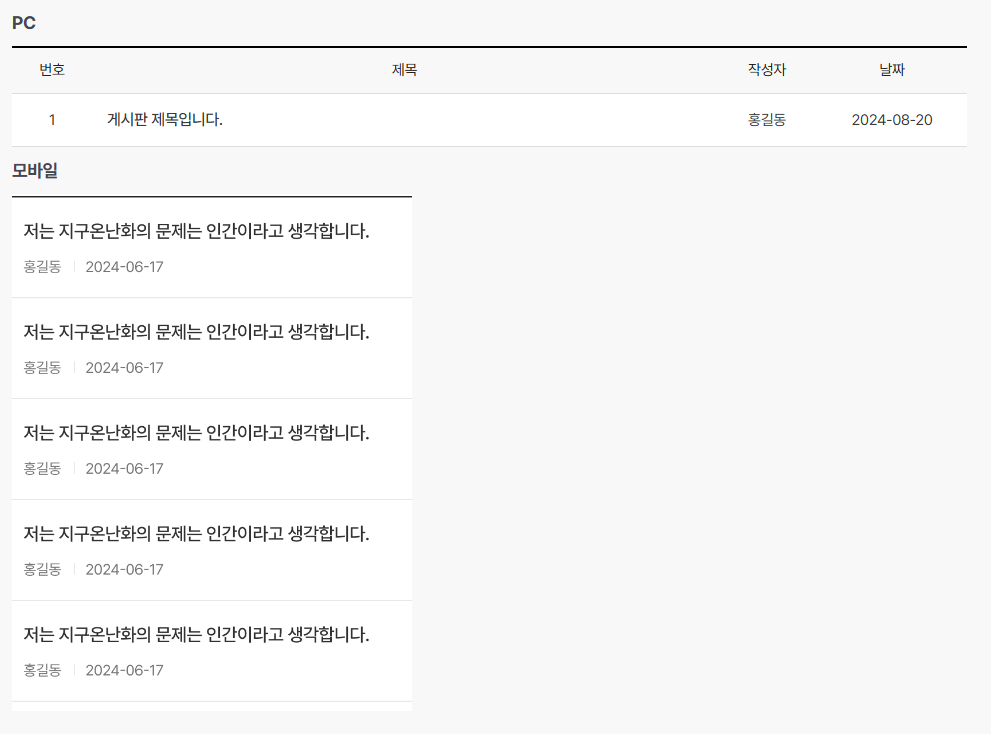 PC
번호 제목 작성자 날짜
1 게시판 제목입니다. 홍길동 2024-08-20
모바일
저는 지구온난화의 문제는 인간이라고 생각합니다.
홍길동 2024-06-17
저는 지구온난화의 문제는 인간이라고 생각합니다.
홍길동 2024-06-17
저는 지구온난화의 문제는 인간이라고 생각합니다.
홍길동 2024-06-17
저는 지구온난화의 문제는 인간이라고 생각합니다.
홍길동 2024-06-17
저는 지구온난화의 문제는 인간이라고 생각합니다.
홍길동 2024-06-17